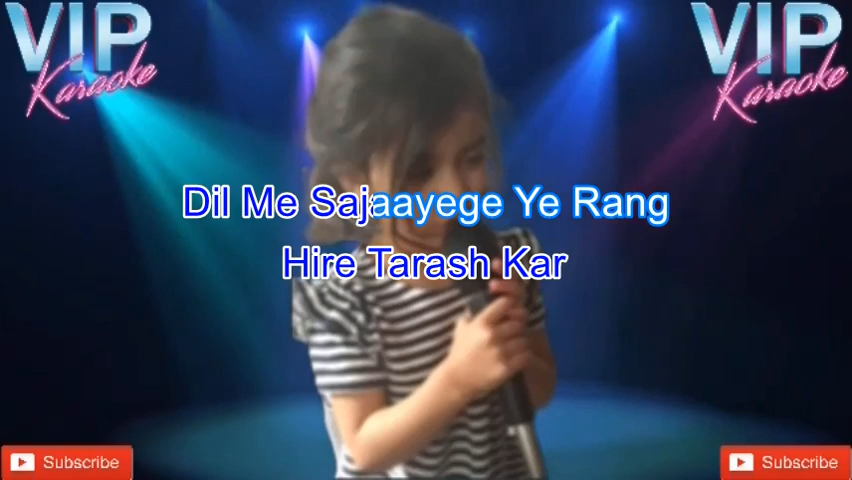 VIP VIP
Karaoke Karaoke
Dil Me Sajaayege Ye Rang
Hire Tarash Kar
Subscribe Subscribe